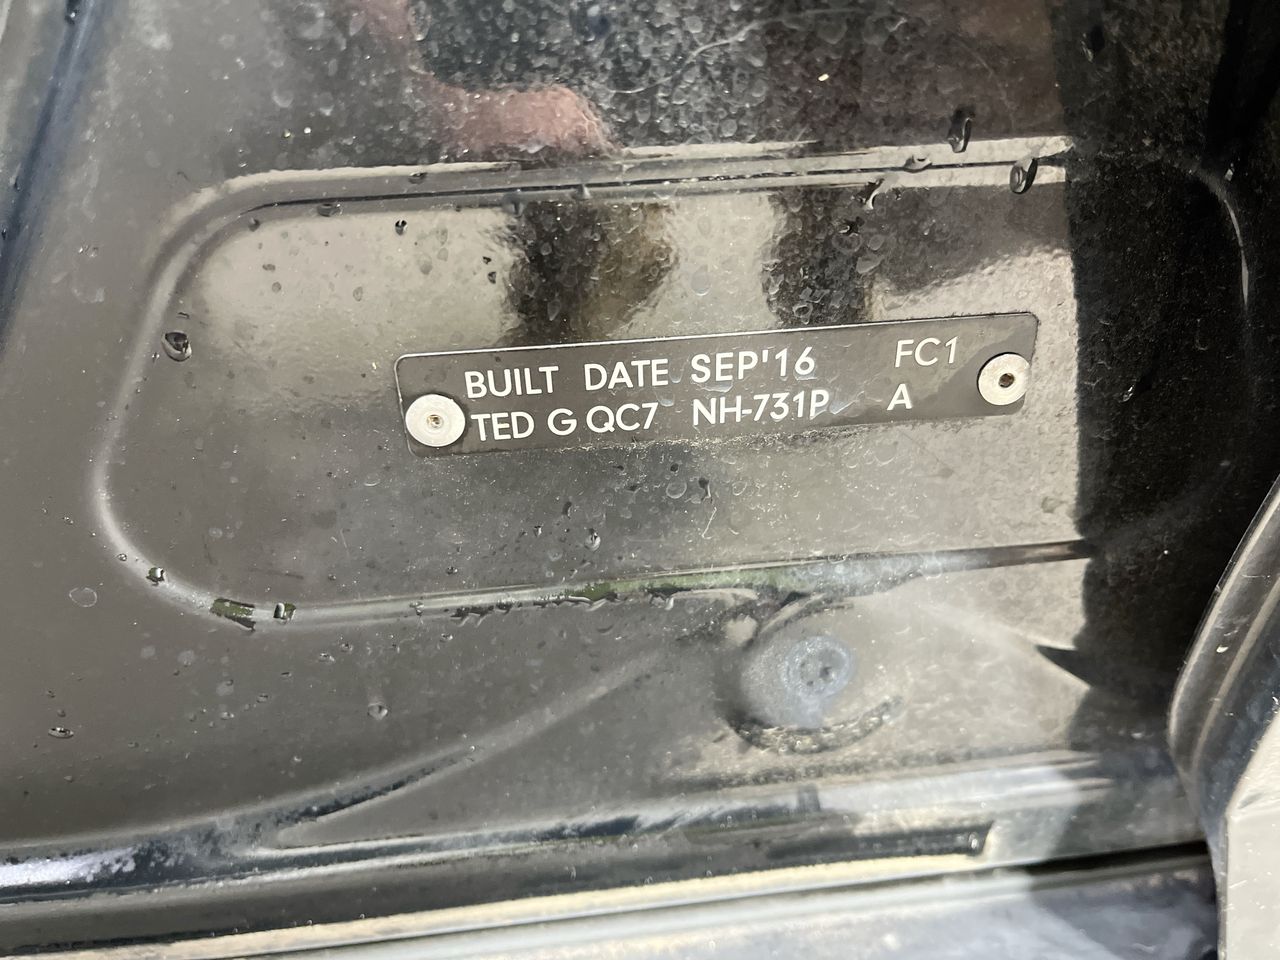 BUILT DATE SEP'16 FC1
TED G QC7 NH-731P A